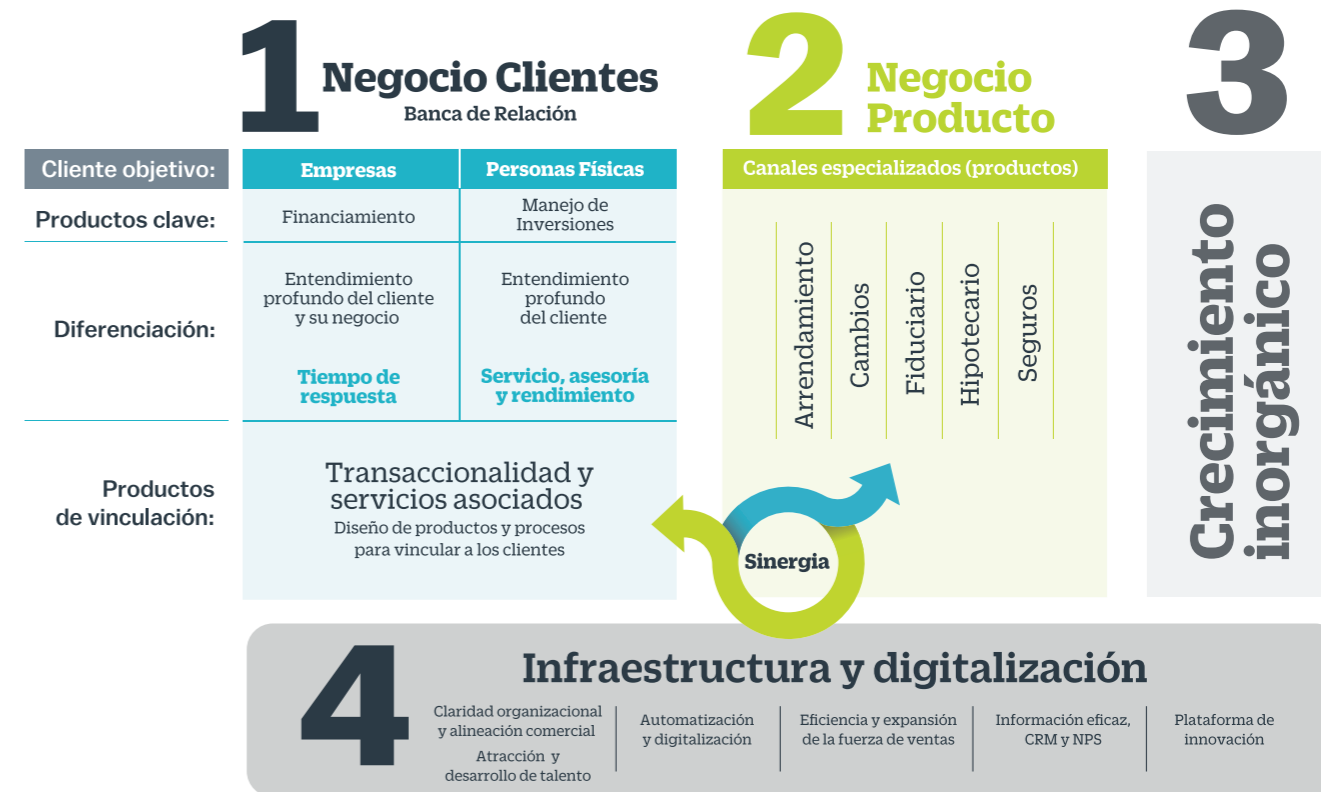 1
Negocio Clientes
Banca de Relación
2
Negocio
Producto
3
Cliente objetivo:
Empresas
Personas Físicas
Canales especializados (productos)
Productos clave:
Financiamiento
Manejo de
Inversiones
Diferenciación:
Entendimiento
profundo del cliente
y su negocio
Tiempo de
respuesta
Entendimiento
profundo
del cliente
Servicio, asesoría
y rendimiento
Arrendamiento
Cambios
Fiduciario
Hipotecario
Seguros
Crecimiento
inorgánico
Productos
de vinculación:
Transaccionalidad y
servicios asociados
Diseño de productos y procesos
para vincular a los clientes
Sinergia
4
Infraestructura y digitalización
Claridad organizacional
y alineación comercial
Atracción y
desarrollo de talento
Automatización
y digitalización
Eficiencia y expansión
de la fuerza de ventas
Información eficaz,
CRM y NPS
Plataforma de
innovación